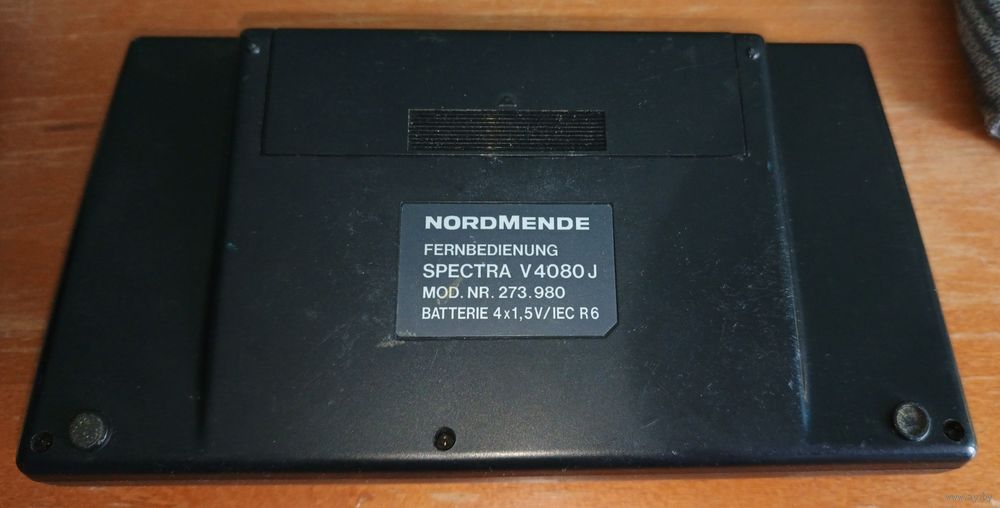 NORDMENDE
FERNBEDIENUNG
SPECTRA V4080J
MOD. NR. 273.980
BATTERIE 4x1,5V/IEC R6